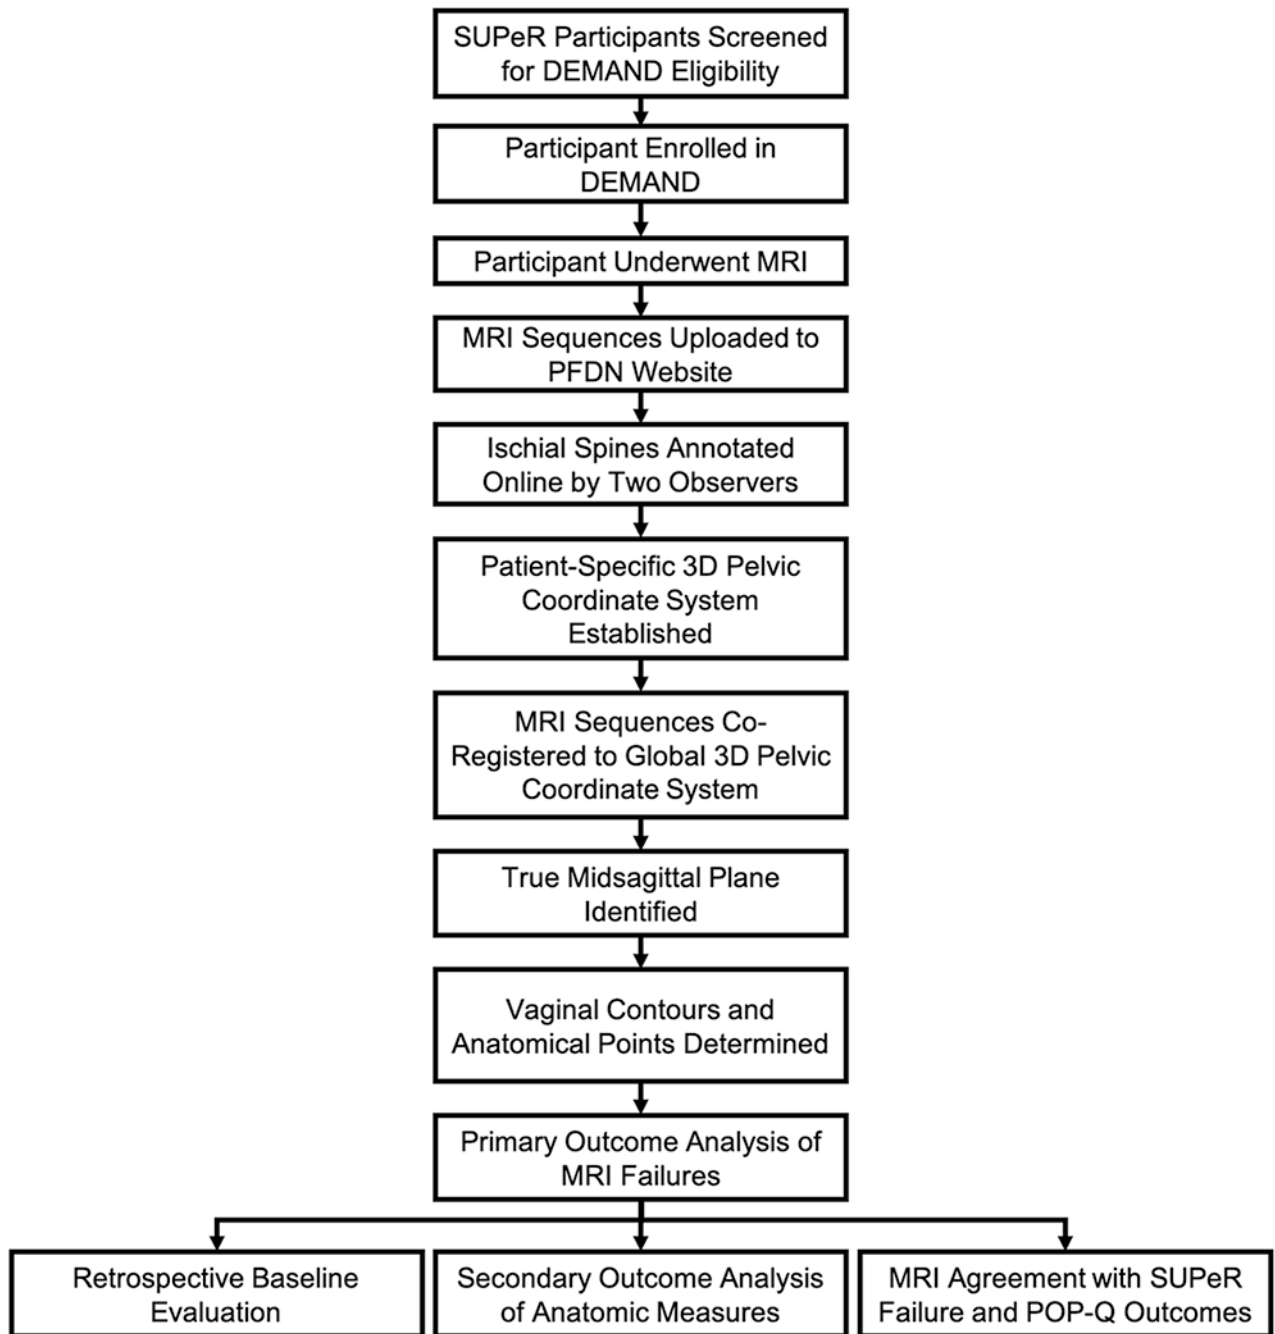 SUPeR Participants Screened
for DEMAND Eligibility
Participant Enrolled in
DEMAND
Participant Underwent MRI
MRI Sequences Uploaded to
PFDN Website
Ischial Spines Annotated
Online by Two Observers
Patient-Specific 3D Pelvic
Coordinate System
Established
MRI Sequences Co-
Registered to Global 3D Pelvic
Coordinate System
True Midsagittal Plane
Identified
Vaginal Contours and
Anatomical Points Determined
Primary Outcome Analysis of
MRI Failures
Retrospective Baseline
Evaluation
Secondary Outcome Analysis
of Anatomic Measures
MRI Agreement with SUPeR
Failure and POP-Q Outcomes